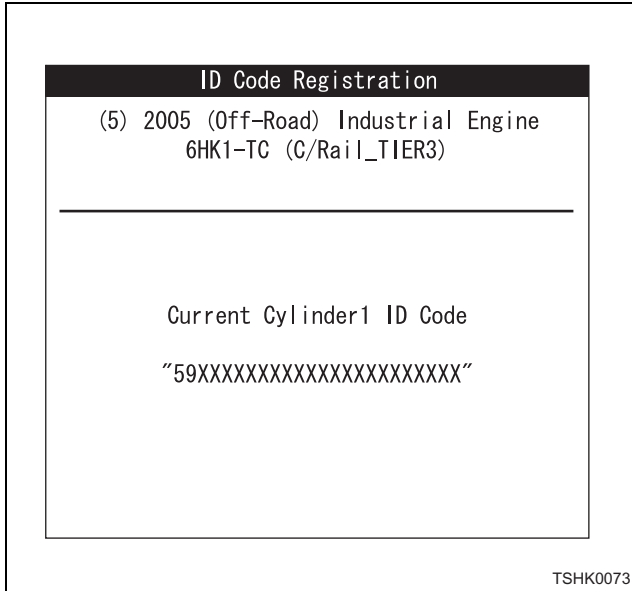 ID Code Registration
(5) 2005 (Off-Road) Industrial Engine
6HK1-TC (C/Rail_TIER3)
Current Cylinder1 ID Code
"59XXXXXXXXXXXXXXXXXXXXXX"
TSHK0073